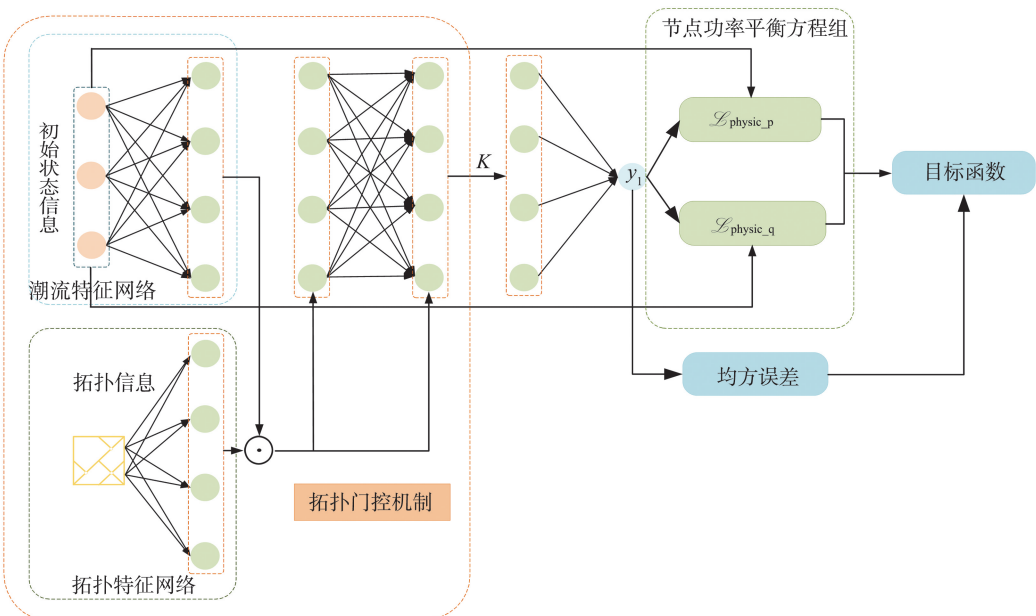 节点功率平衡方程组
初始状态信息
潮流特征网络
K
y₁
ℒphysic_p
ℒphysic_q
目标函数
均方误差
拓扑信息
拓扑门控机制
拓扑特征网络